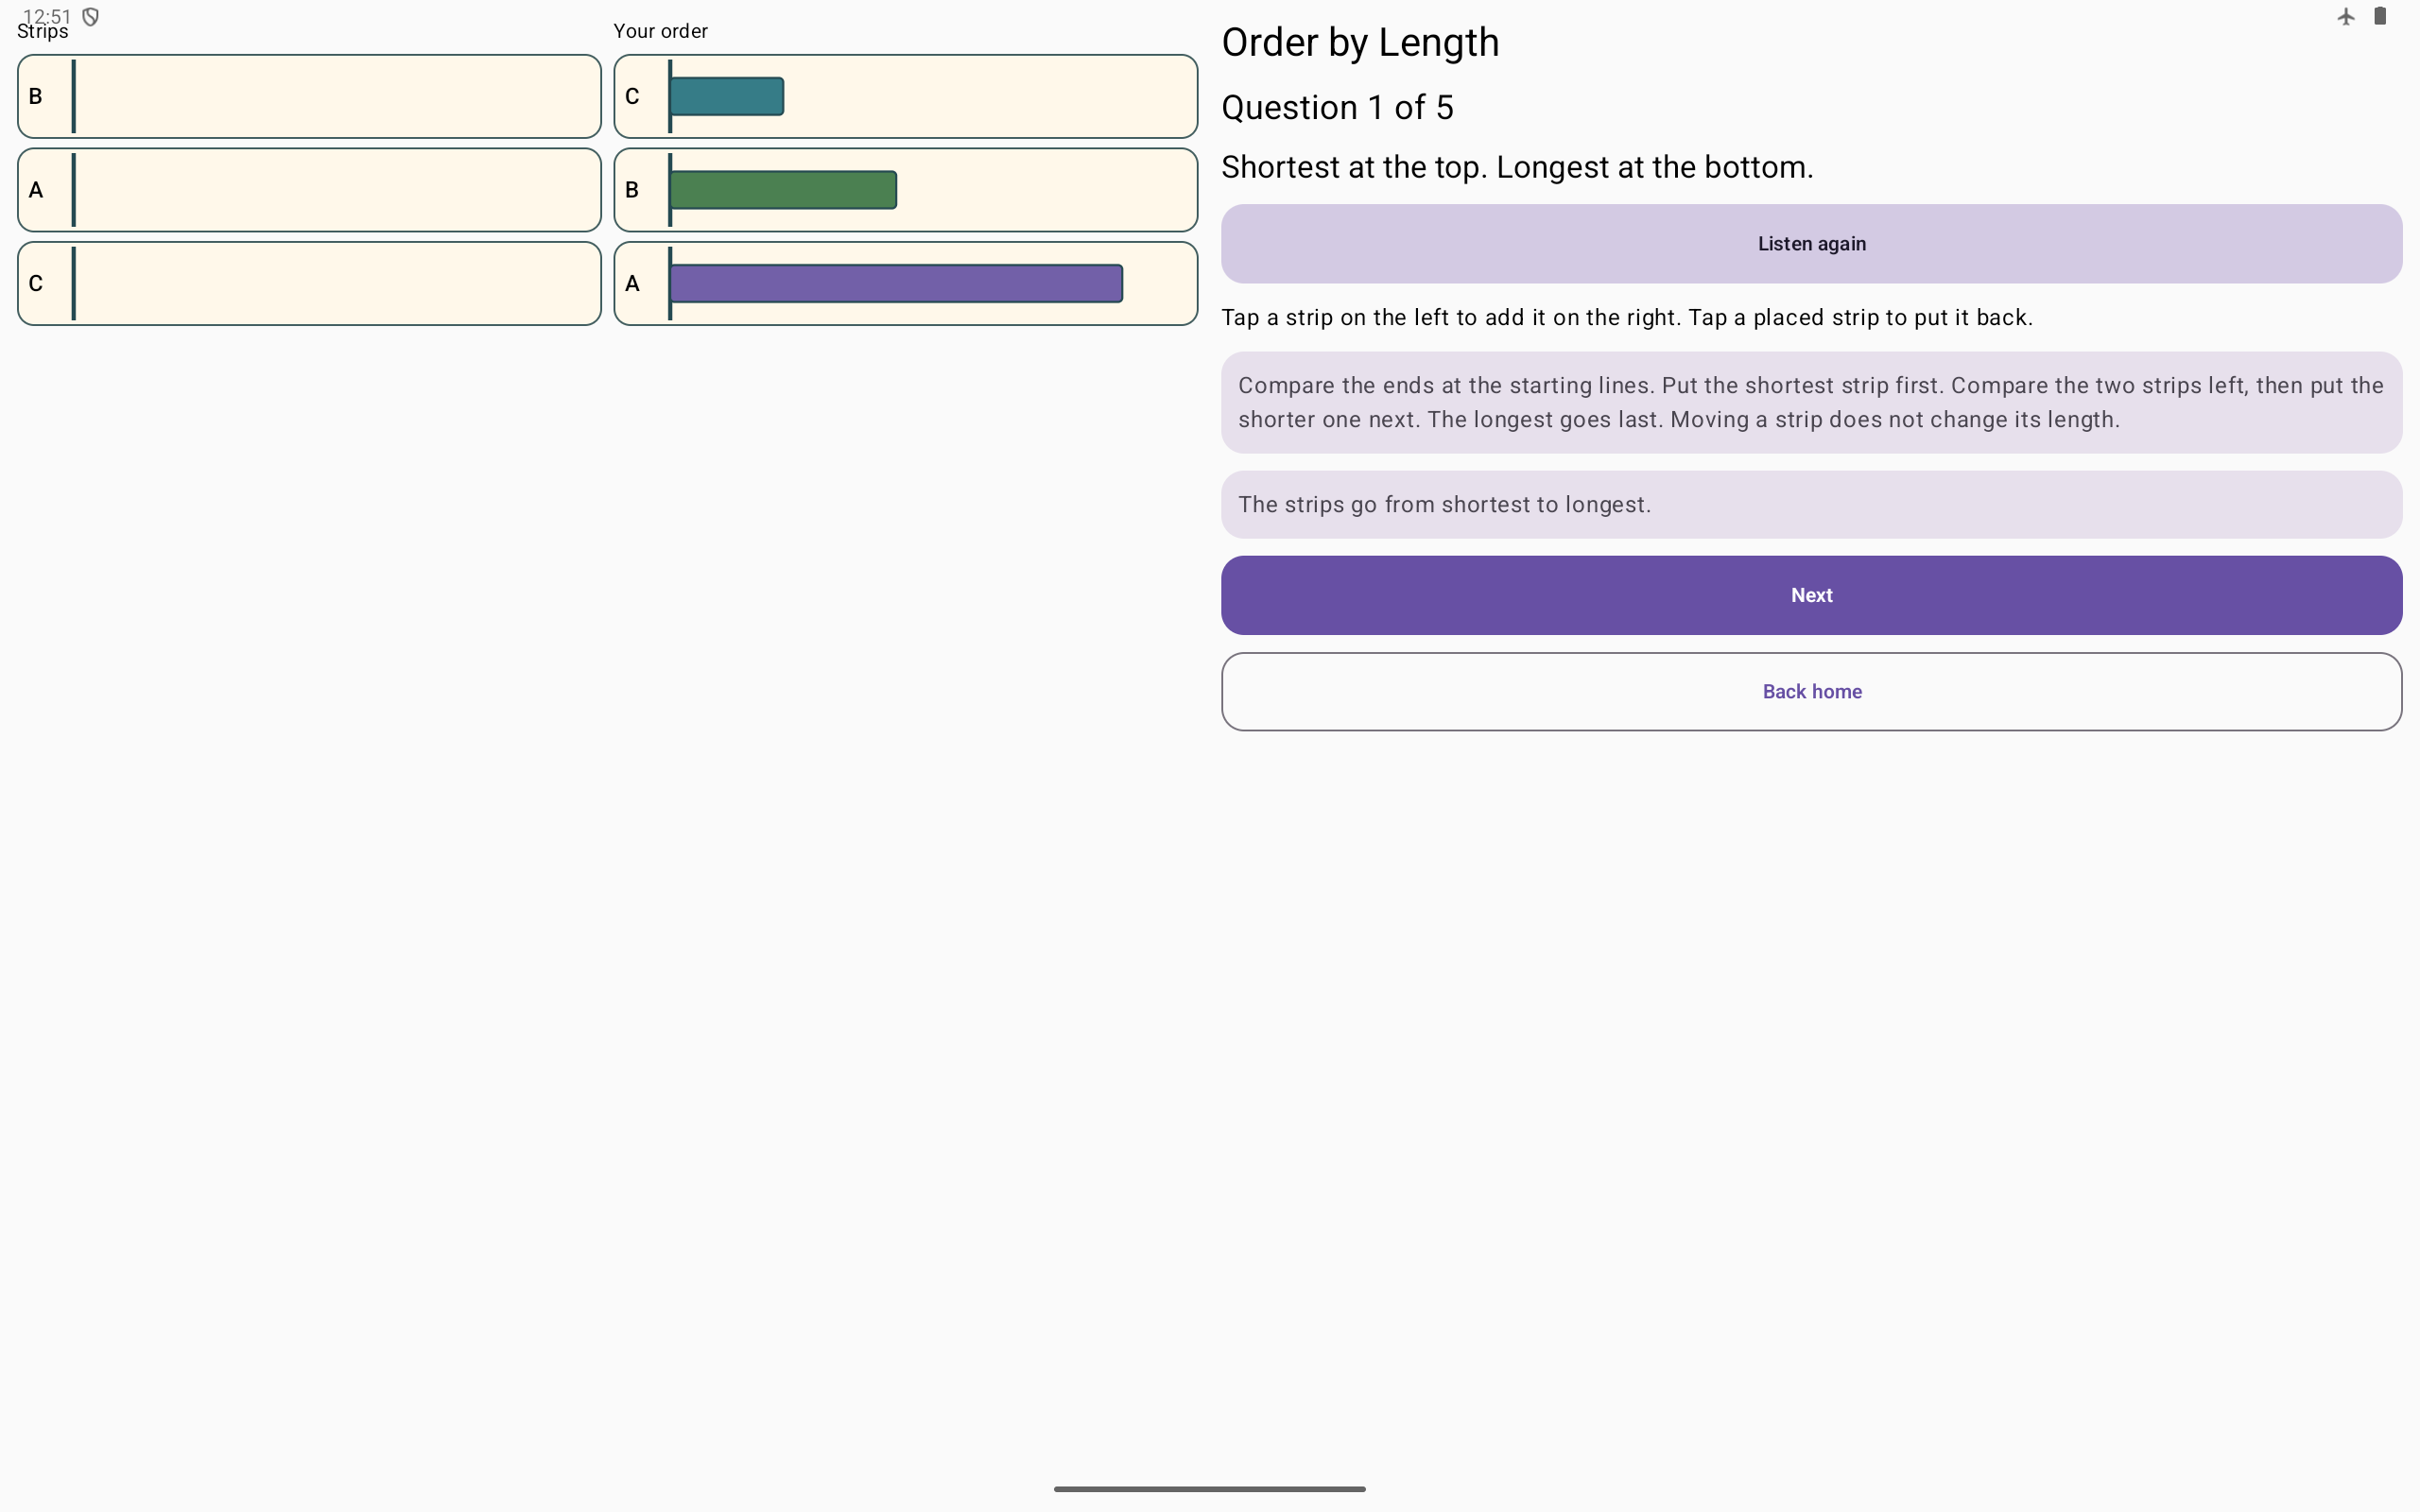 12:51
Strips
B
A
C
Your order
C
B
A
Order by Length
Question 1 of 5
Shortest at the top. Longest at the bottom.
Listen again
Tap a strip on the left to add it on the right. Tap a placed strip to put it back.
Compare the ends at the starting lines. Put the shortest strip first. Compare the two strips left, then put the
shorter one next. The longest goes last. Moving a strip does not change its length.
The strips go from shortest to longest.
Next
Back home